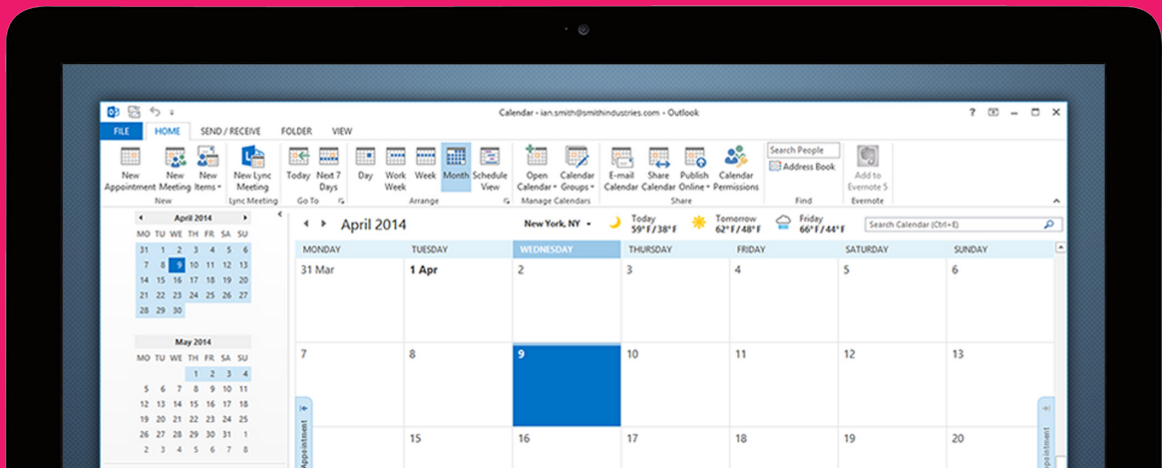 Calendar - ian.smith@smithindustries.com - Outlook
?
FILE HOME SEND / RECEIVE FOLDER VIEW
New Appointment
New Meeting
New Items
New
New Lync Meeting
Lync Meeting
Today
Next 7 Days
Go To
Day
Work Week
Week
Month
Schedule View
Arrange
Open Calendar
Calendar Groups
Manage Calendars
E-mail Calendar
Share Calendar
Publish Online
Calendar Permissions
Share
Search People
Address Book
Find
Add to Evernote 5
Evernote
April 2014
MO TU WE TH FR SA SU
31 1 2 3 4 5 6
7 8 9 10 11 12 13
14 15 16 17 18 19 20
21 22 23 24 25 26 27
28 29 30
May 2014
MO TU WE TH FR SA SU
1 2 3 4
5 6 7 8 9 10 11
12 13 14 15 16 17 18
19 20 21 22 23 24 25
26 27 28 29 30 31 1
2 3 4 5 6 7 8
April 2014
New York, NY
Today
59°F/38°F
Tomorrow
62°F/48°F
Friday
66°F/44°F
Search Calendar (Ctrl+E)
MONDAY TUESDAY WEDNESDAY THURSDAY FRIDAY SATURDAY SUNDAY
31 Mar 1 Apr 2 3 4 5 6
7 8 9 10 11 12 13
15 16 17 18 19 20
Appointment